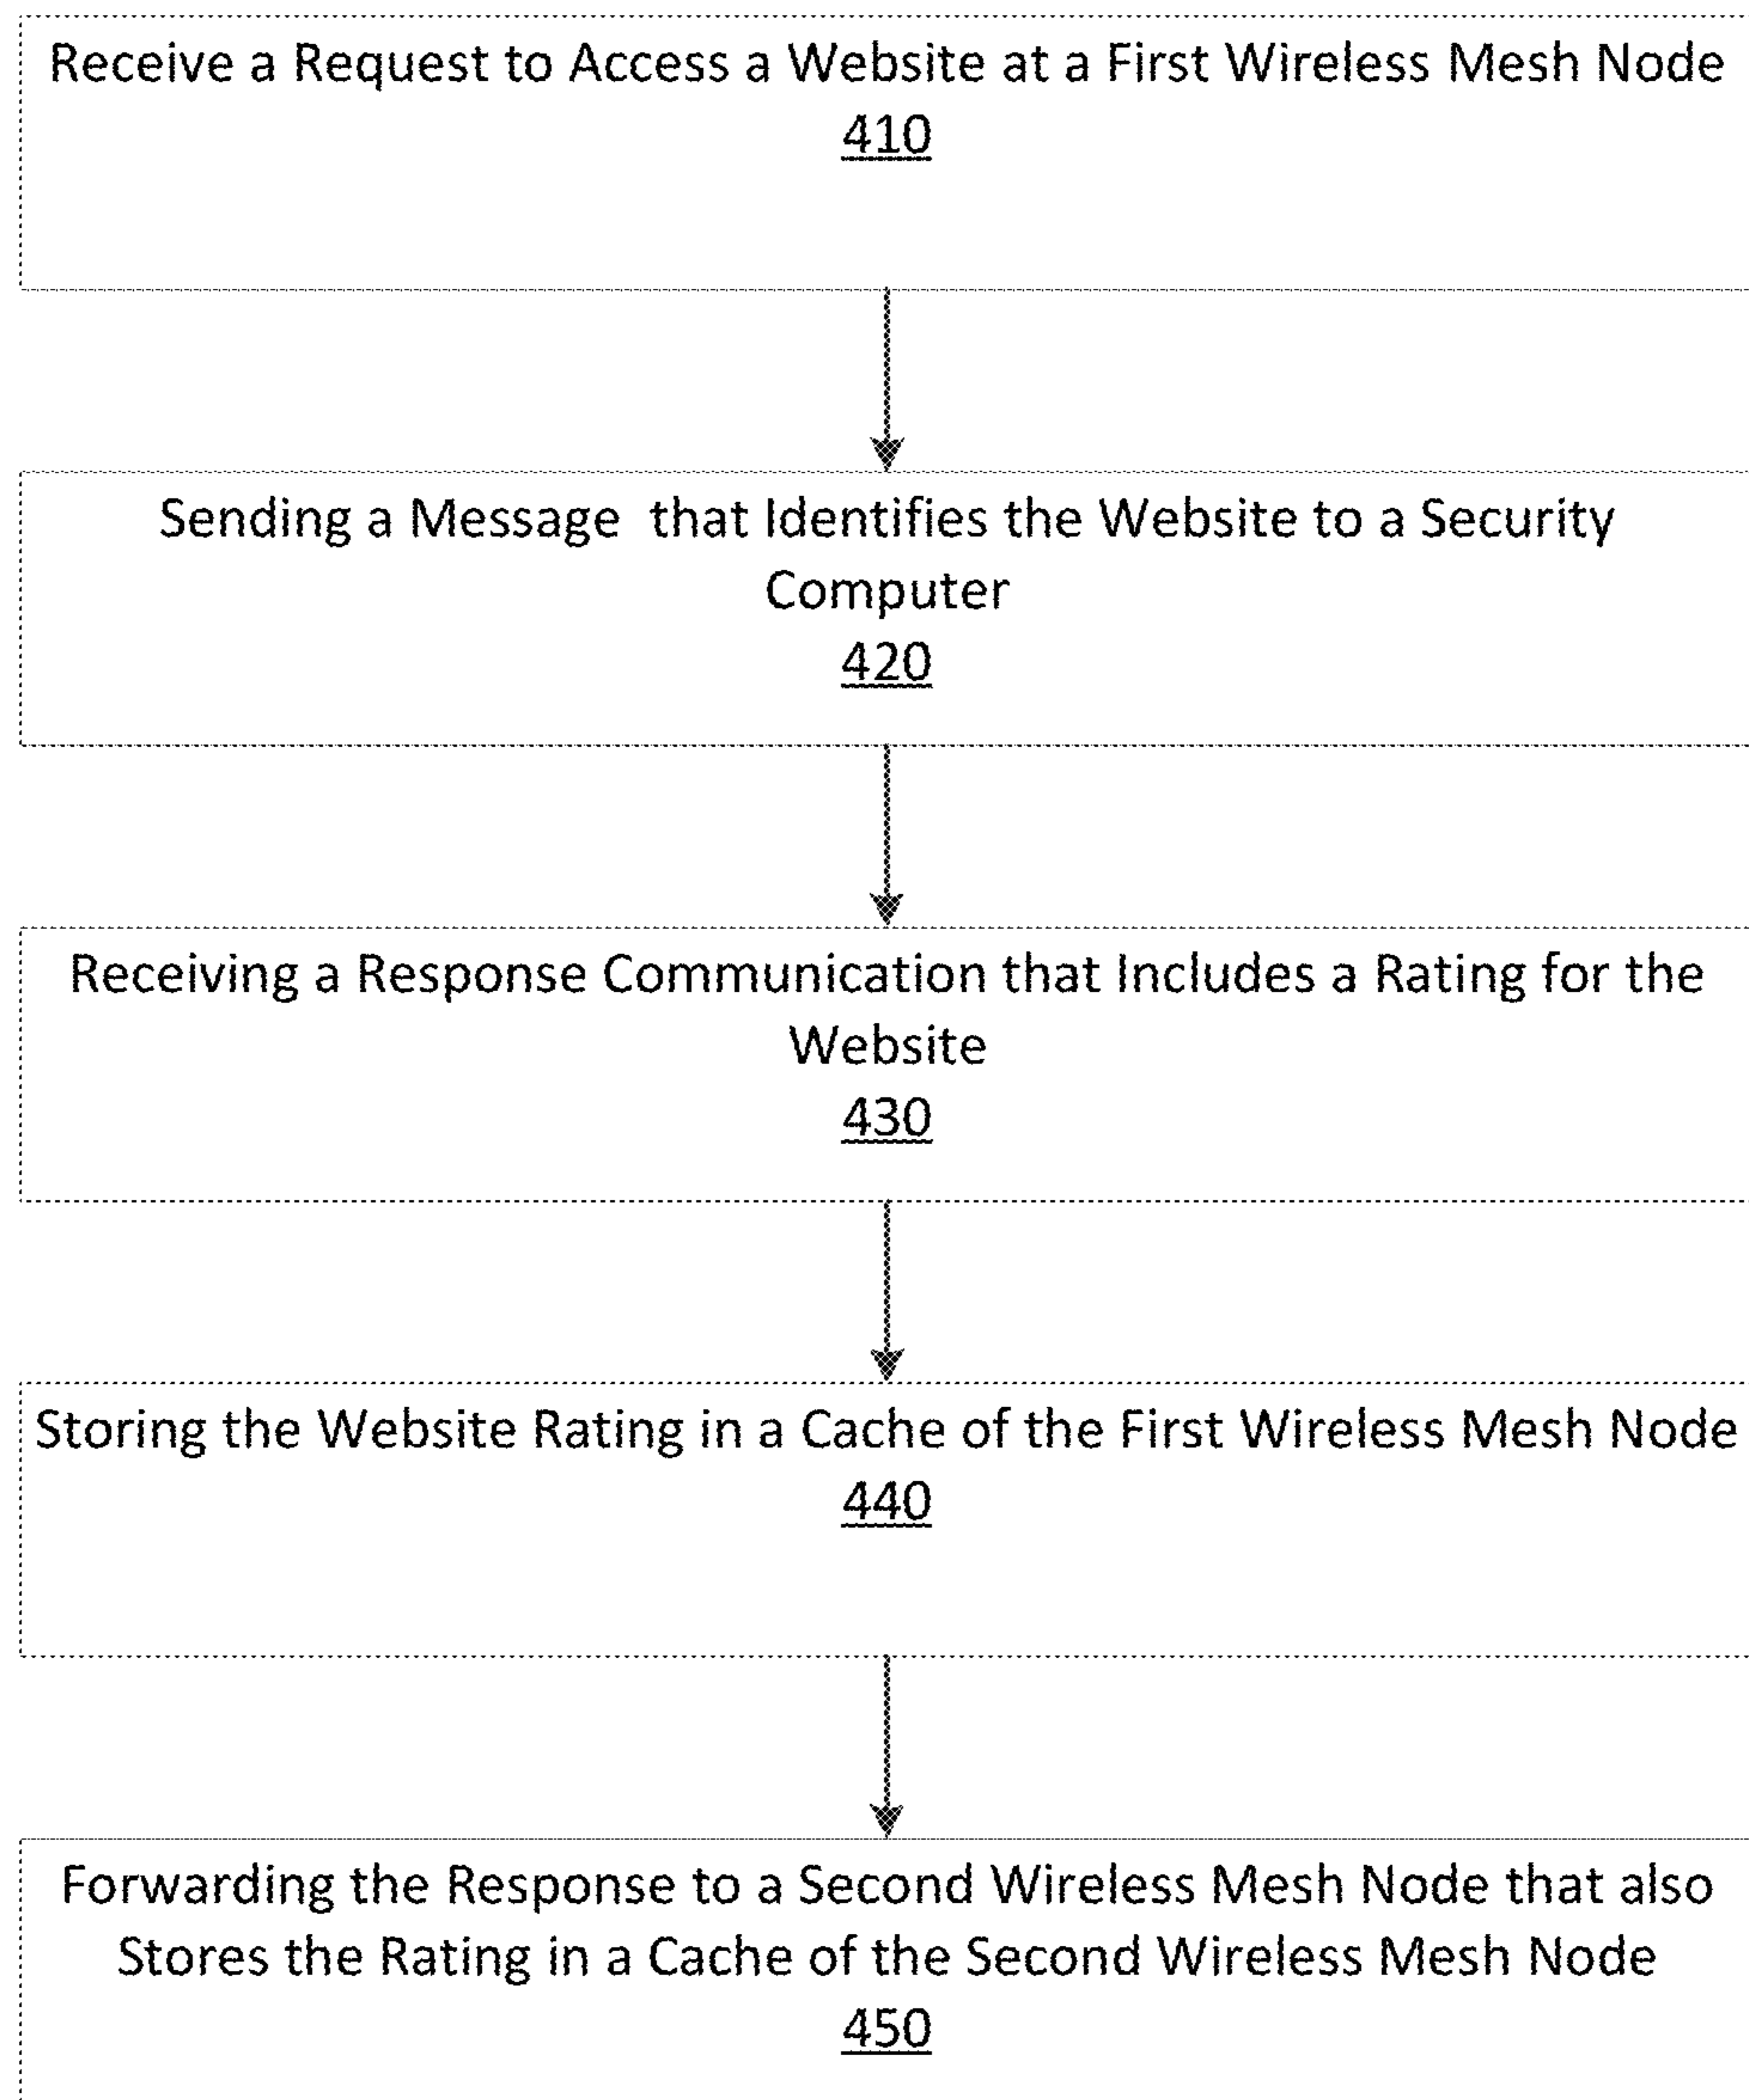 Receive a Request to Access a Website at a First Wireless Mesh Node
410
Sending a Message  that Identifies the Website to a Security
Computer
420
Receiving a Response Communication that Includes a Rating for the
Website
430
Storing the Website Rating in a Cache of the First Wireless Mesh Node
440
Forwarding the Response to a Second Wireless Mesh Node that also
Stores the Rating in a Cache of the Second Wireless Mesh Node
450